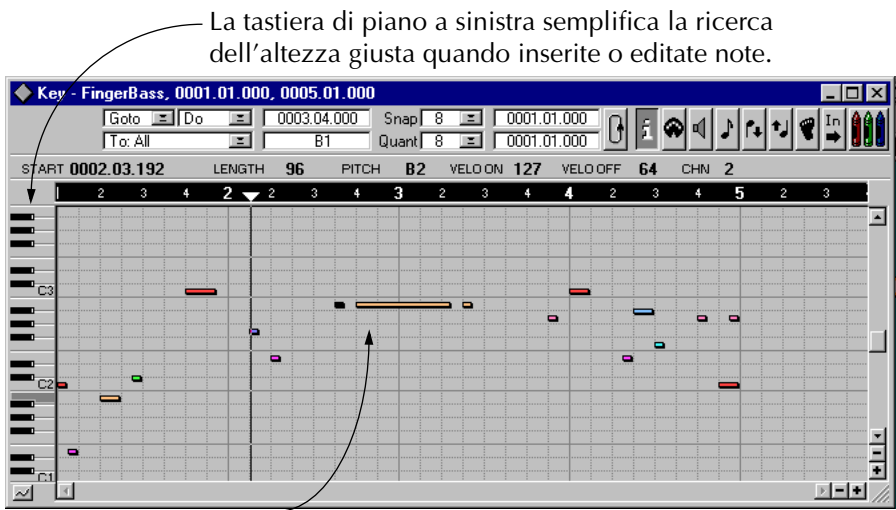 La tastiera di piano a sinistra semplifica la ricerca
dell'altezza giusta quando inserite o editate note.
Key - FingerBass, 0001.01.000, 0005.01.000
Goto Do 0003.04.000 Snap 8 0001.01.000 In
To: All B1 Quant 8 0001.01.000
START 0002.03.192 LENGTH 96 PITCH B2 VELO ON 127 VELO OFF 64 CHN 2
2 3 4 2 2 3 4 3 2 3 4 4 2 3 4 5 2 3
C3
C2
C1